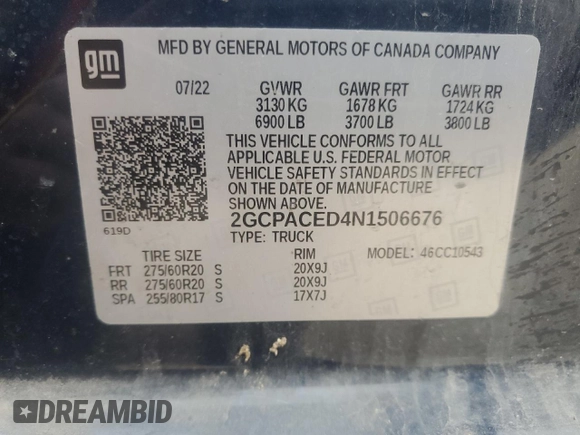 gm
MFD BY GENERAL MOTORS OF CANADA COMPANY
07/22 GVWR GAWR FRT GAWR RR
3130 KG 1678 KG 1724 KG
6900 LB 3700 LB 3800 LB
THIS VEHICLE CONFORMS TO ALL
APPLICABLE U.S. FEDERAL MOTOR
VEHICLE SAFETY STANDARDS IN EFFECT
ON THE DATE OF MANUFACTURE
SHOWN ABOVE.
2GCPACED4N1506676
619D
TYPE: TRUCK MODEL: 46CC10543
TIRE SIZE RIM
FRT 275/60R20 S 20X9J
RR 275/60R20 S 20X9J
SPA 255/80R17 S 17X7J
DREAMBID